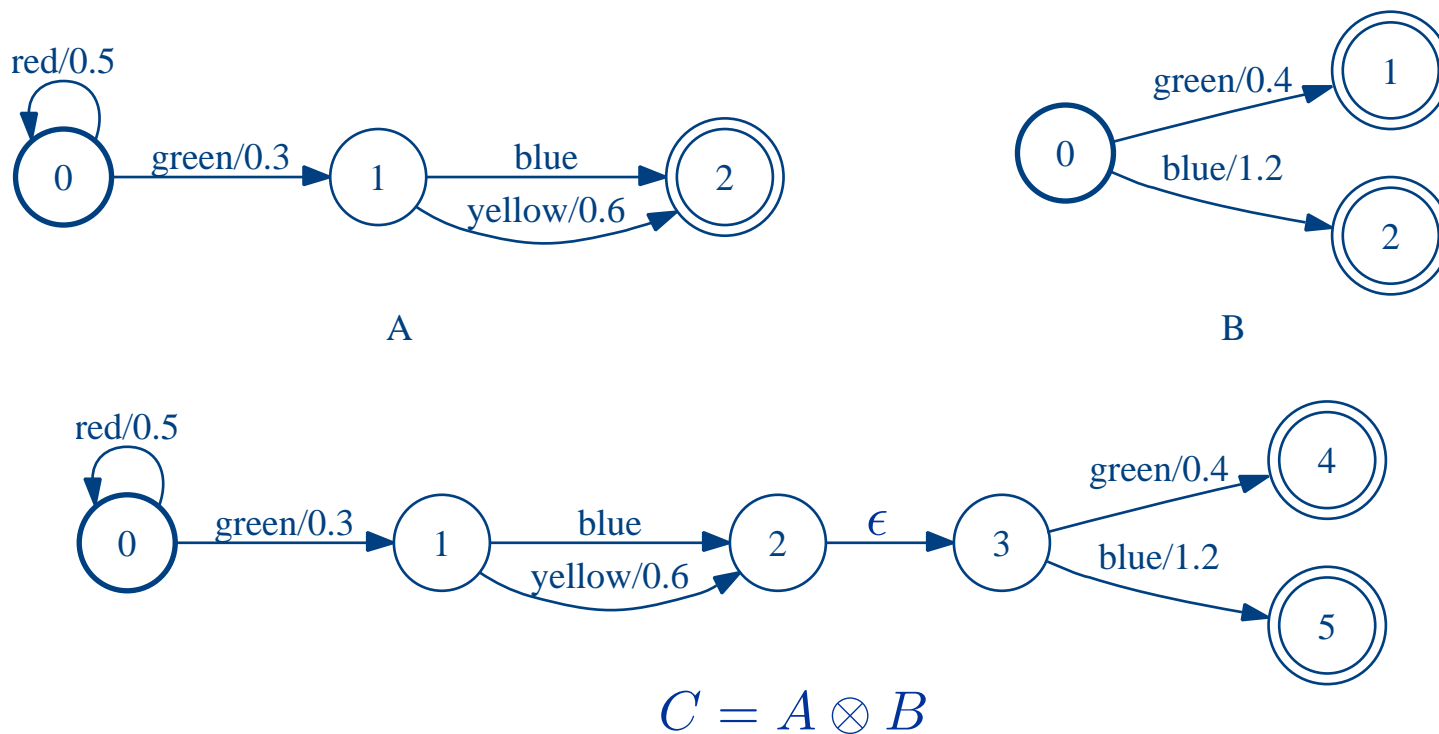 red/0.5
0
green/0.3
1
blue
yellow/0.6
2
A
0
green/0.4
1
blue/1.2
2
B
red/0.5
0
green/0.3
1
blue
yellow/0.6
2
ϵ
3
green/0.4
4
blue/1.2
5
C = A ⊗ B